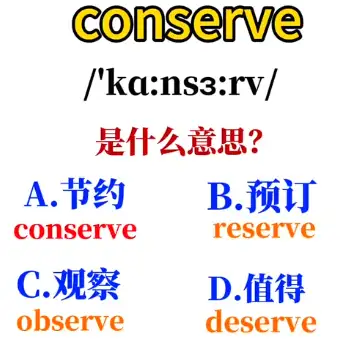 conserve
/'kɑ:nsɜ:rv/
是什么意思?
A.节约
B.预订
conserve
reserve
C.观察
D.值得
observe
deserve